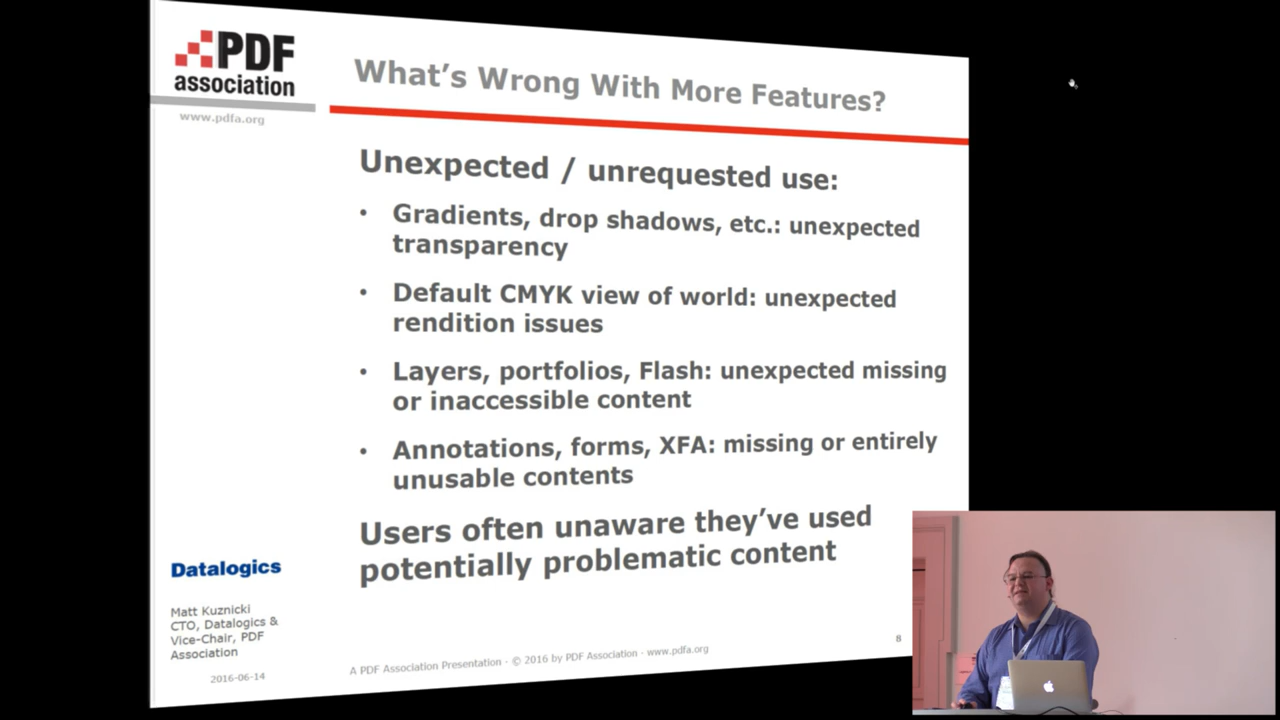 PDF
association
www.pdfa.org
What's Wrong With More Features?
Unexpected / unrequested use:
• Gradients, drop shadows, etc.: unexpected
transparency
• Default CMYK view of world: unexpected
rendition issues
• Layers, portfolios, Flash: unexpected missing
or inaccessible content
• Annotations, forms, XFA: missing or entirely
unusable contents
Users often unaware they've used
potentially problematic content
Datalogics
Matt Kuznicki
CTO, Datalogics &
Vice-Chair, PDF
Association
2016-06-14
A PDF Association Presentation · © 2016 by PDF Association · www.pdfa.org
8